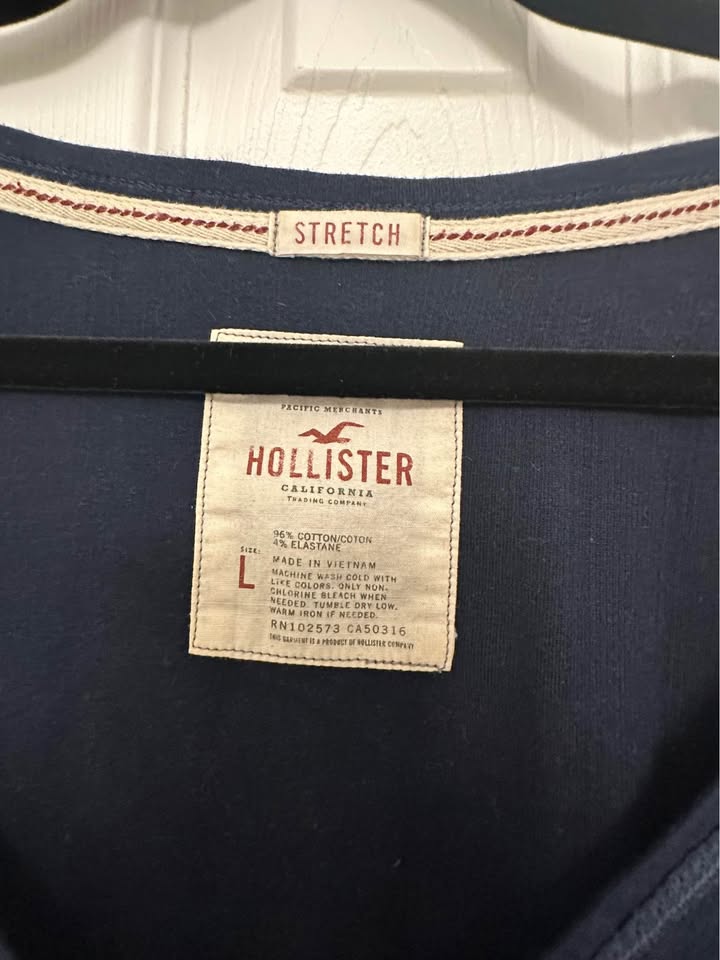 STRETCH
PACIFIC MERCHANTS
HOLLISTER
CALIFORNIA
TRADING COMPANY
96% COTTON/COTON
4% ELASTANE
SIZE:
L
MADE IN VIETNAM
MACHINE WASH COLD WITH
LIKE COLORS. ONLY NON-
CHLORINE BLEACH WHEN
NEEDED. TUMBLE DRY LOW.
WARM IRON IF NEEDED.
RN102573 CA50316
THIS GARMENT IS A PRODUCT OF HOLLISTER COMPANY